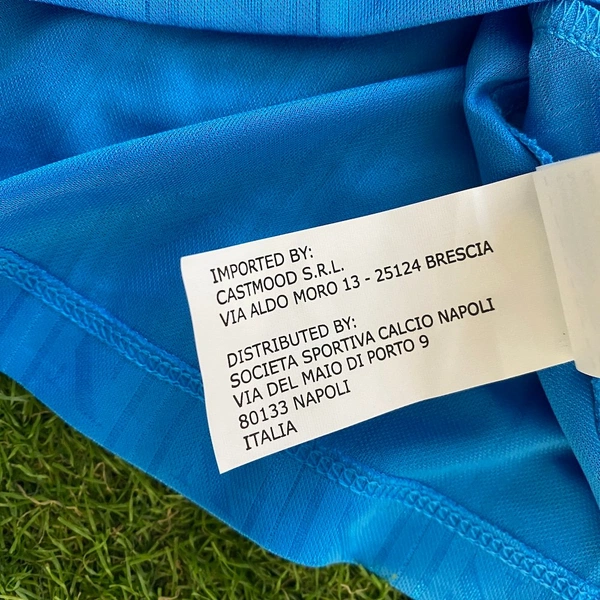 IMPORTED BY:
CASTMOOD S.R.L.
VIA ALDO MORO 13 - 25124 BRESCIA
DISTRIBUTED BY:
SOCIETA SPORTIVA CALCIO NAPOLI
VIA DEL MAIO DI PORTO 9
80133 NAPOLI
ITALIA